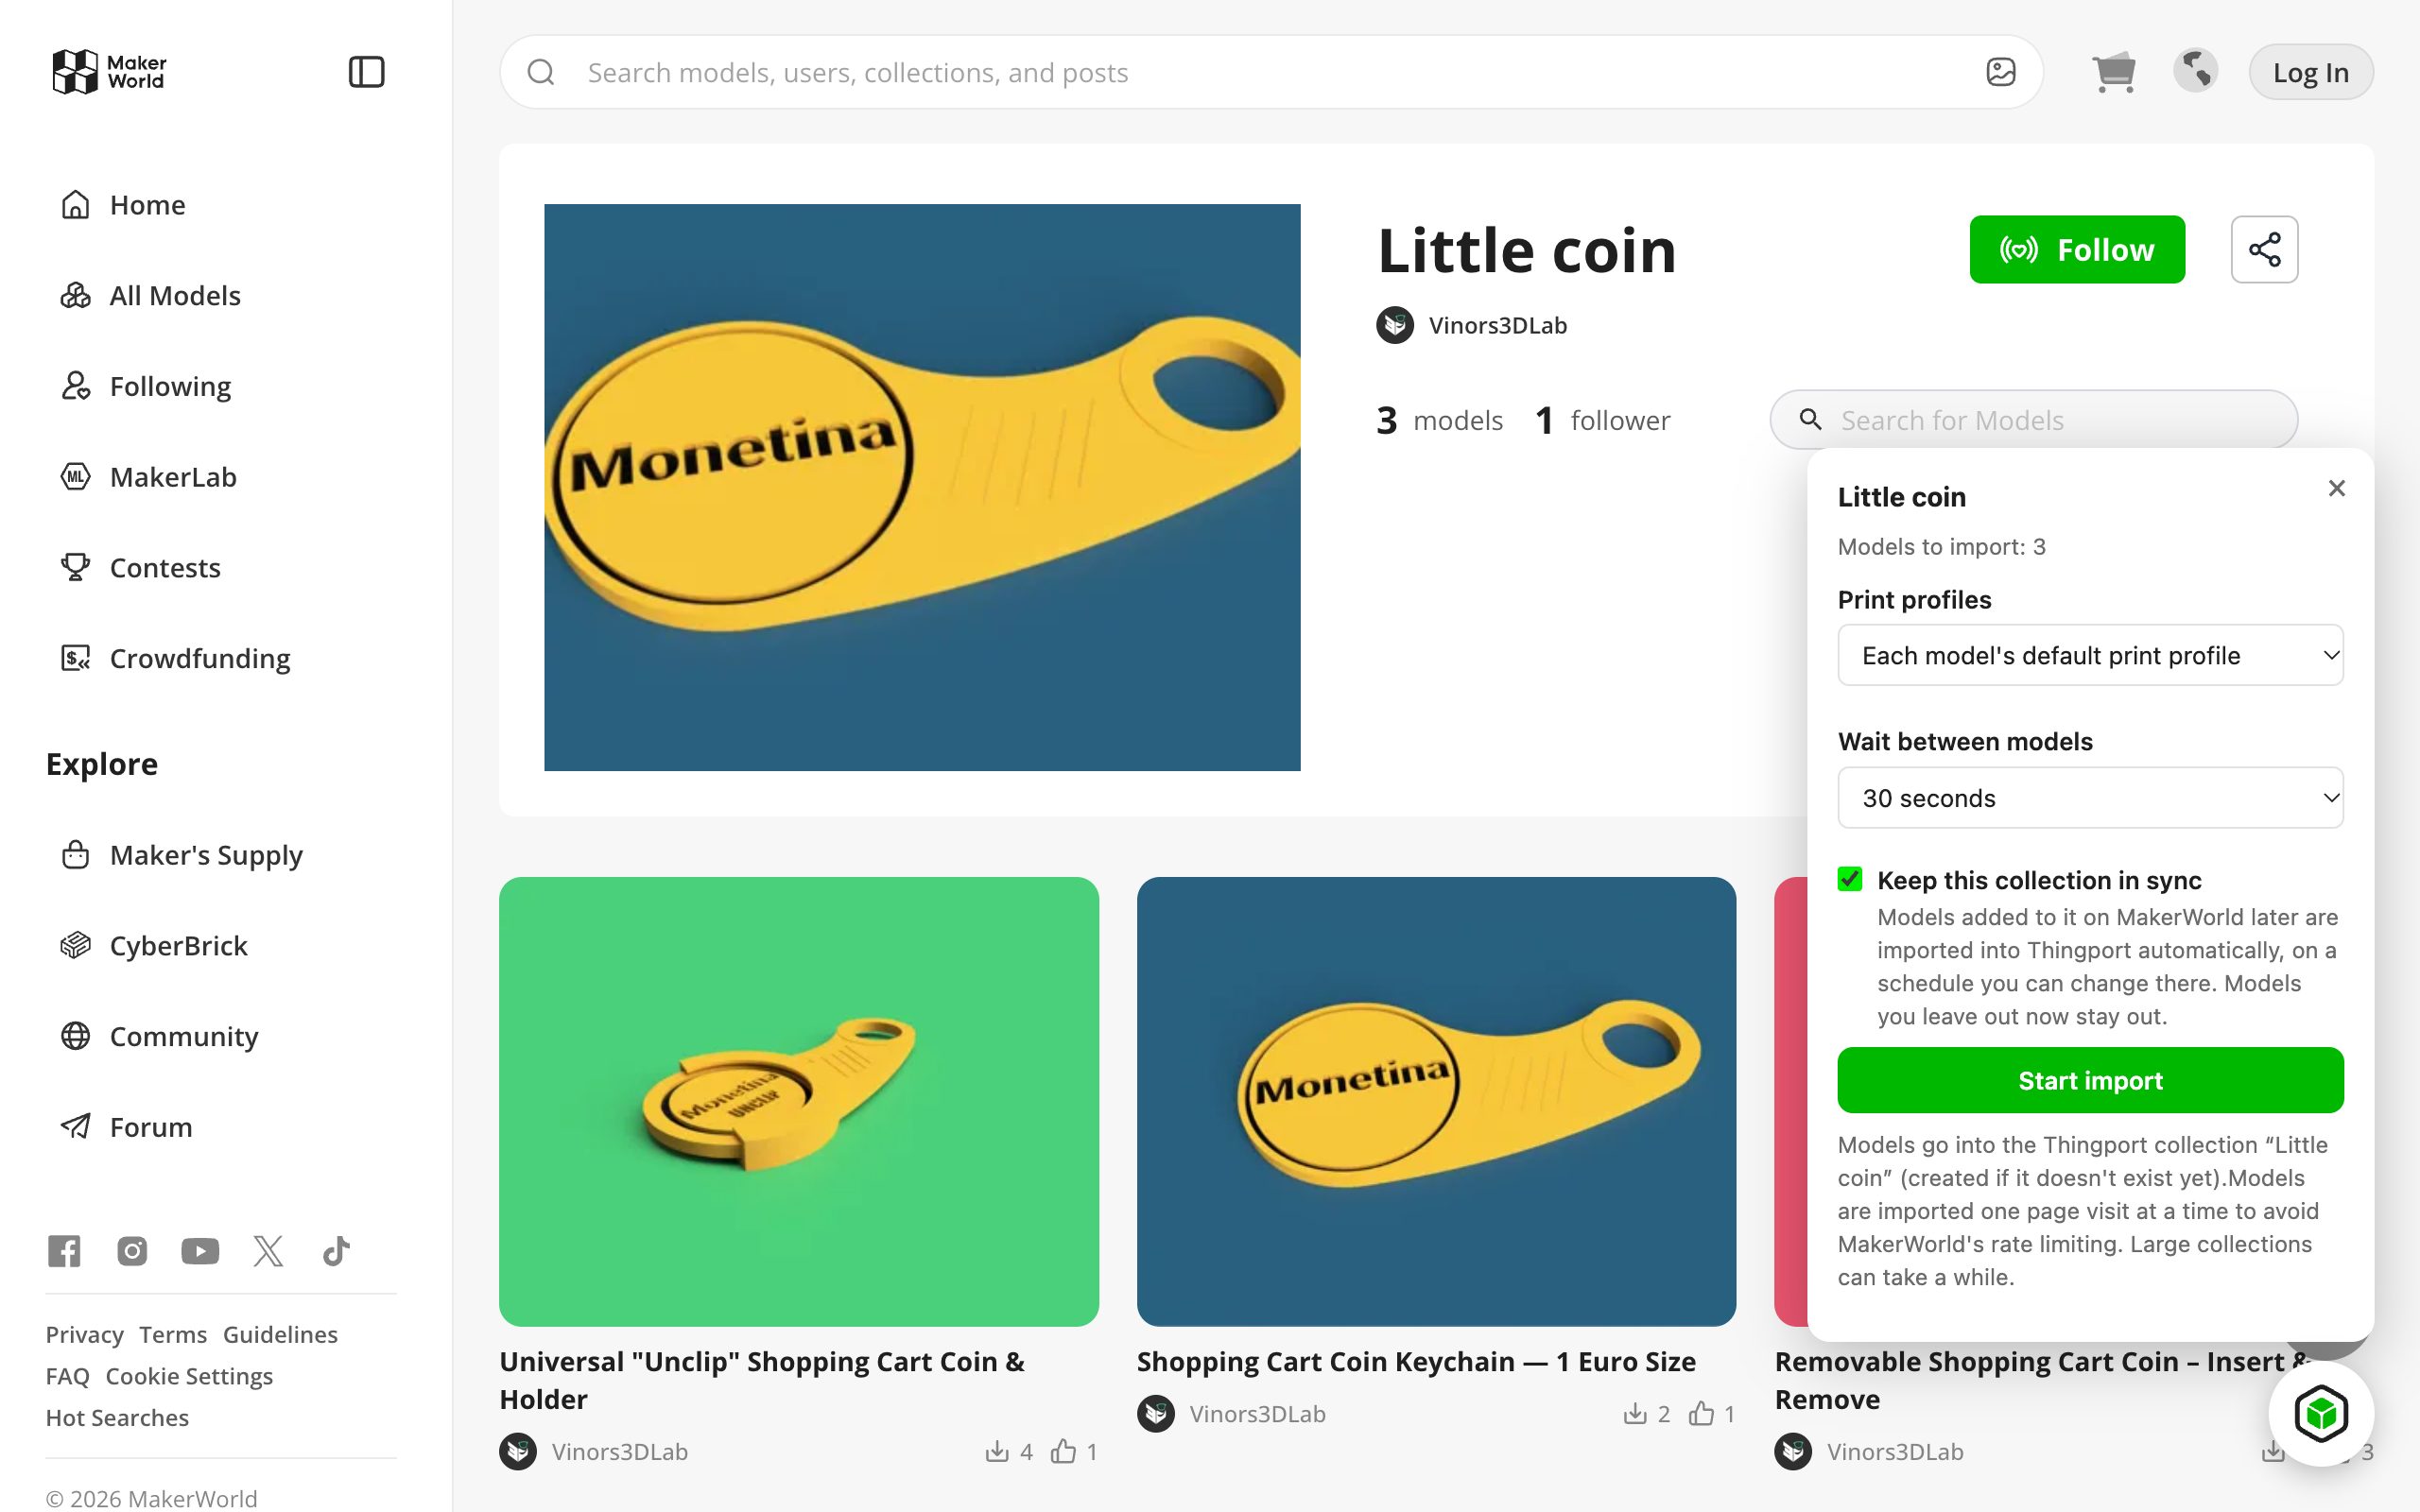 Maker
World
Home
All Models
Following
ML
MakerLab
Contests
Crowdfunding
Explore
Maker's Supply
CyberBrick
Community
Forum
Privacy Terms Guidelines
FAQ Cookie Settings
Hot Searches
© 2026 MakerWorld
Search models, users, collections, and posts
Log In
Monetina
Little coin
Follow
Vinors3DLab
3 models 1 follower
Search for Models
Little coin
Models to import: 3
Print profiles
Each model's default print profile
Wait between models
30 seconds
Keep this collection in sync
Models added to it on MakerWorld later are
imported into Thingport automatically, on a
schedule you can change there. Models
you leave out now stay out.
Start import
Models go into the Thingport collection “Little
coin” (created if it doesn't exist yet).Models
are imported one page visit at a time to avoid
MakerWorld's rate limiting. Large collections
can take a while.
Monetina
UNCLIP
Universal "Unclip" Shopping Cart Coin &
Holder
Vinors3DLab 4 1
Monetina
Shopping Cart Coin Keychain — 1 Euro Size
Vinors3DLab 2 1
Removable Shopping Cart Coin – Insert &
Remove
Vinors3DLab 3